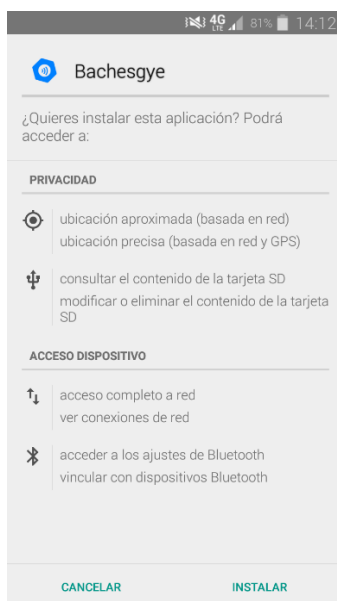 4G LTE 81% 14:12
Bachesgye
¿Quieres instalar esta aplicación? Podrá
acceder a:
PRIVACIDAD
ubicación aproximada (basada en red)
ubicación precisa (basada en red y GPS)
consultar el contenido de la tarjeta SD
modificar o eliminar el contenido de la tarjeta
SD
ACCESO DISPOSITIVO
acceso completo a red
ver conexiones de red
acceder a los ajustes de Bluetooth
vincular con dispositivos Bluetooth
CANCELAR INSTALAR